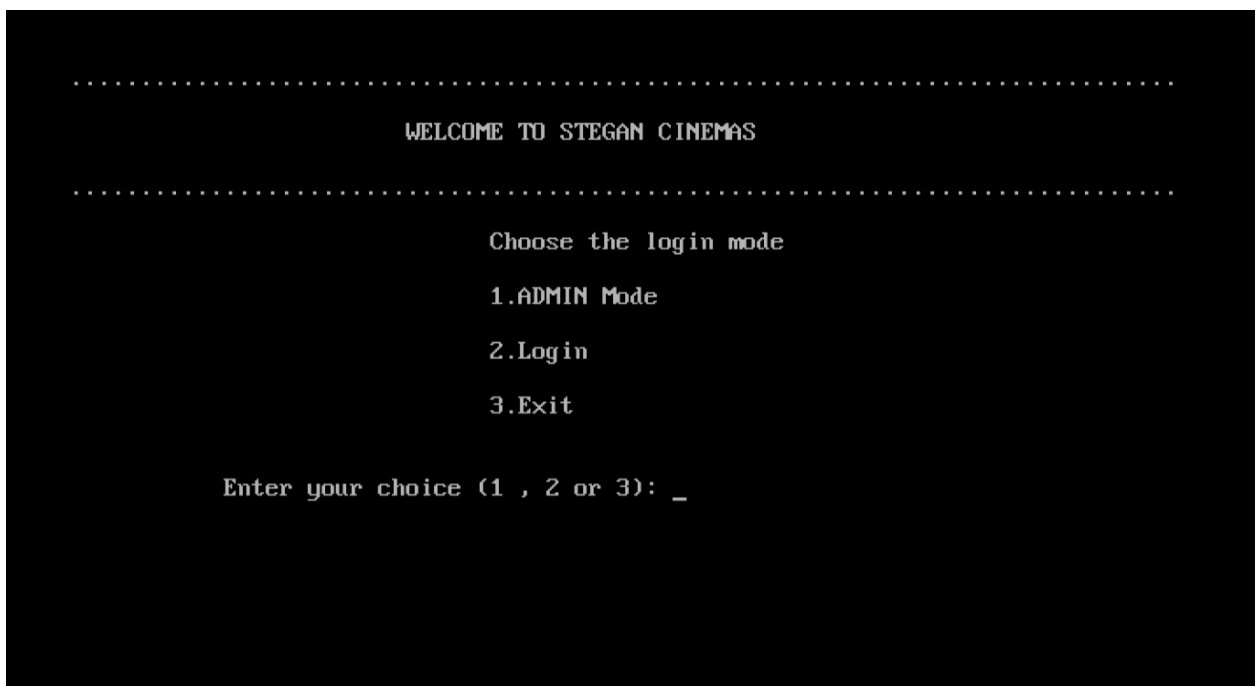 ...............................................................................
WELCOME TO STEGAN CINEMAS
...............................................................................
Choose the login mode
1.ADMIN Mode
2.Login
3.Exit
Enter your choice (1 , 2 or 3): _